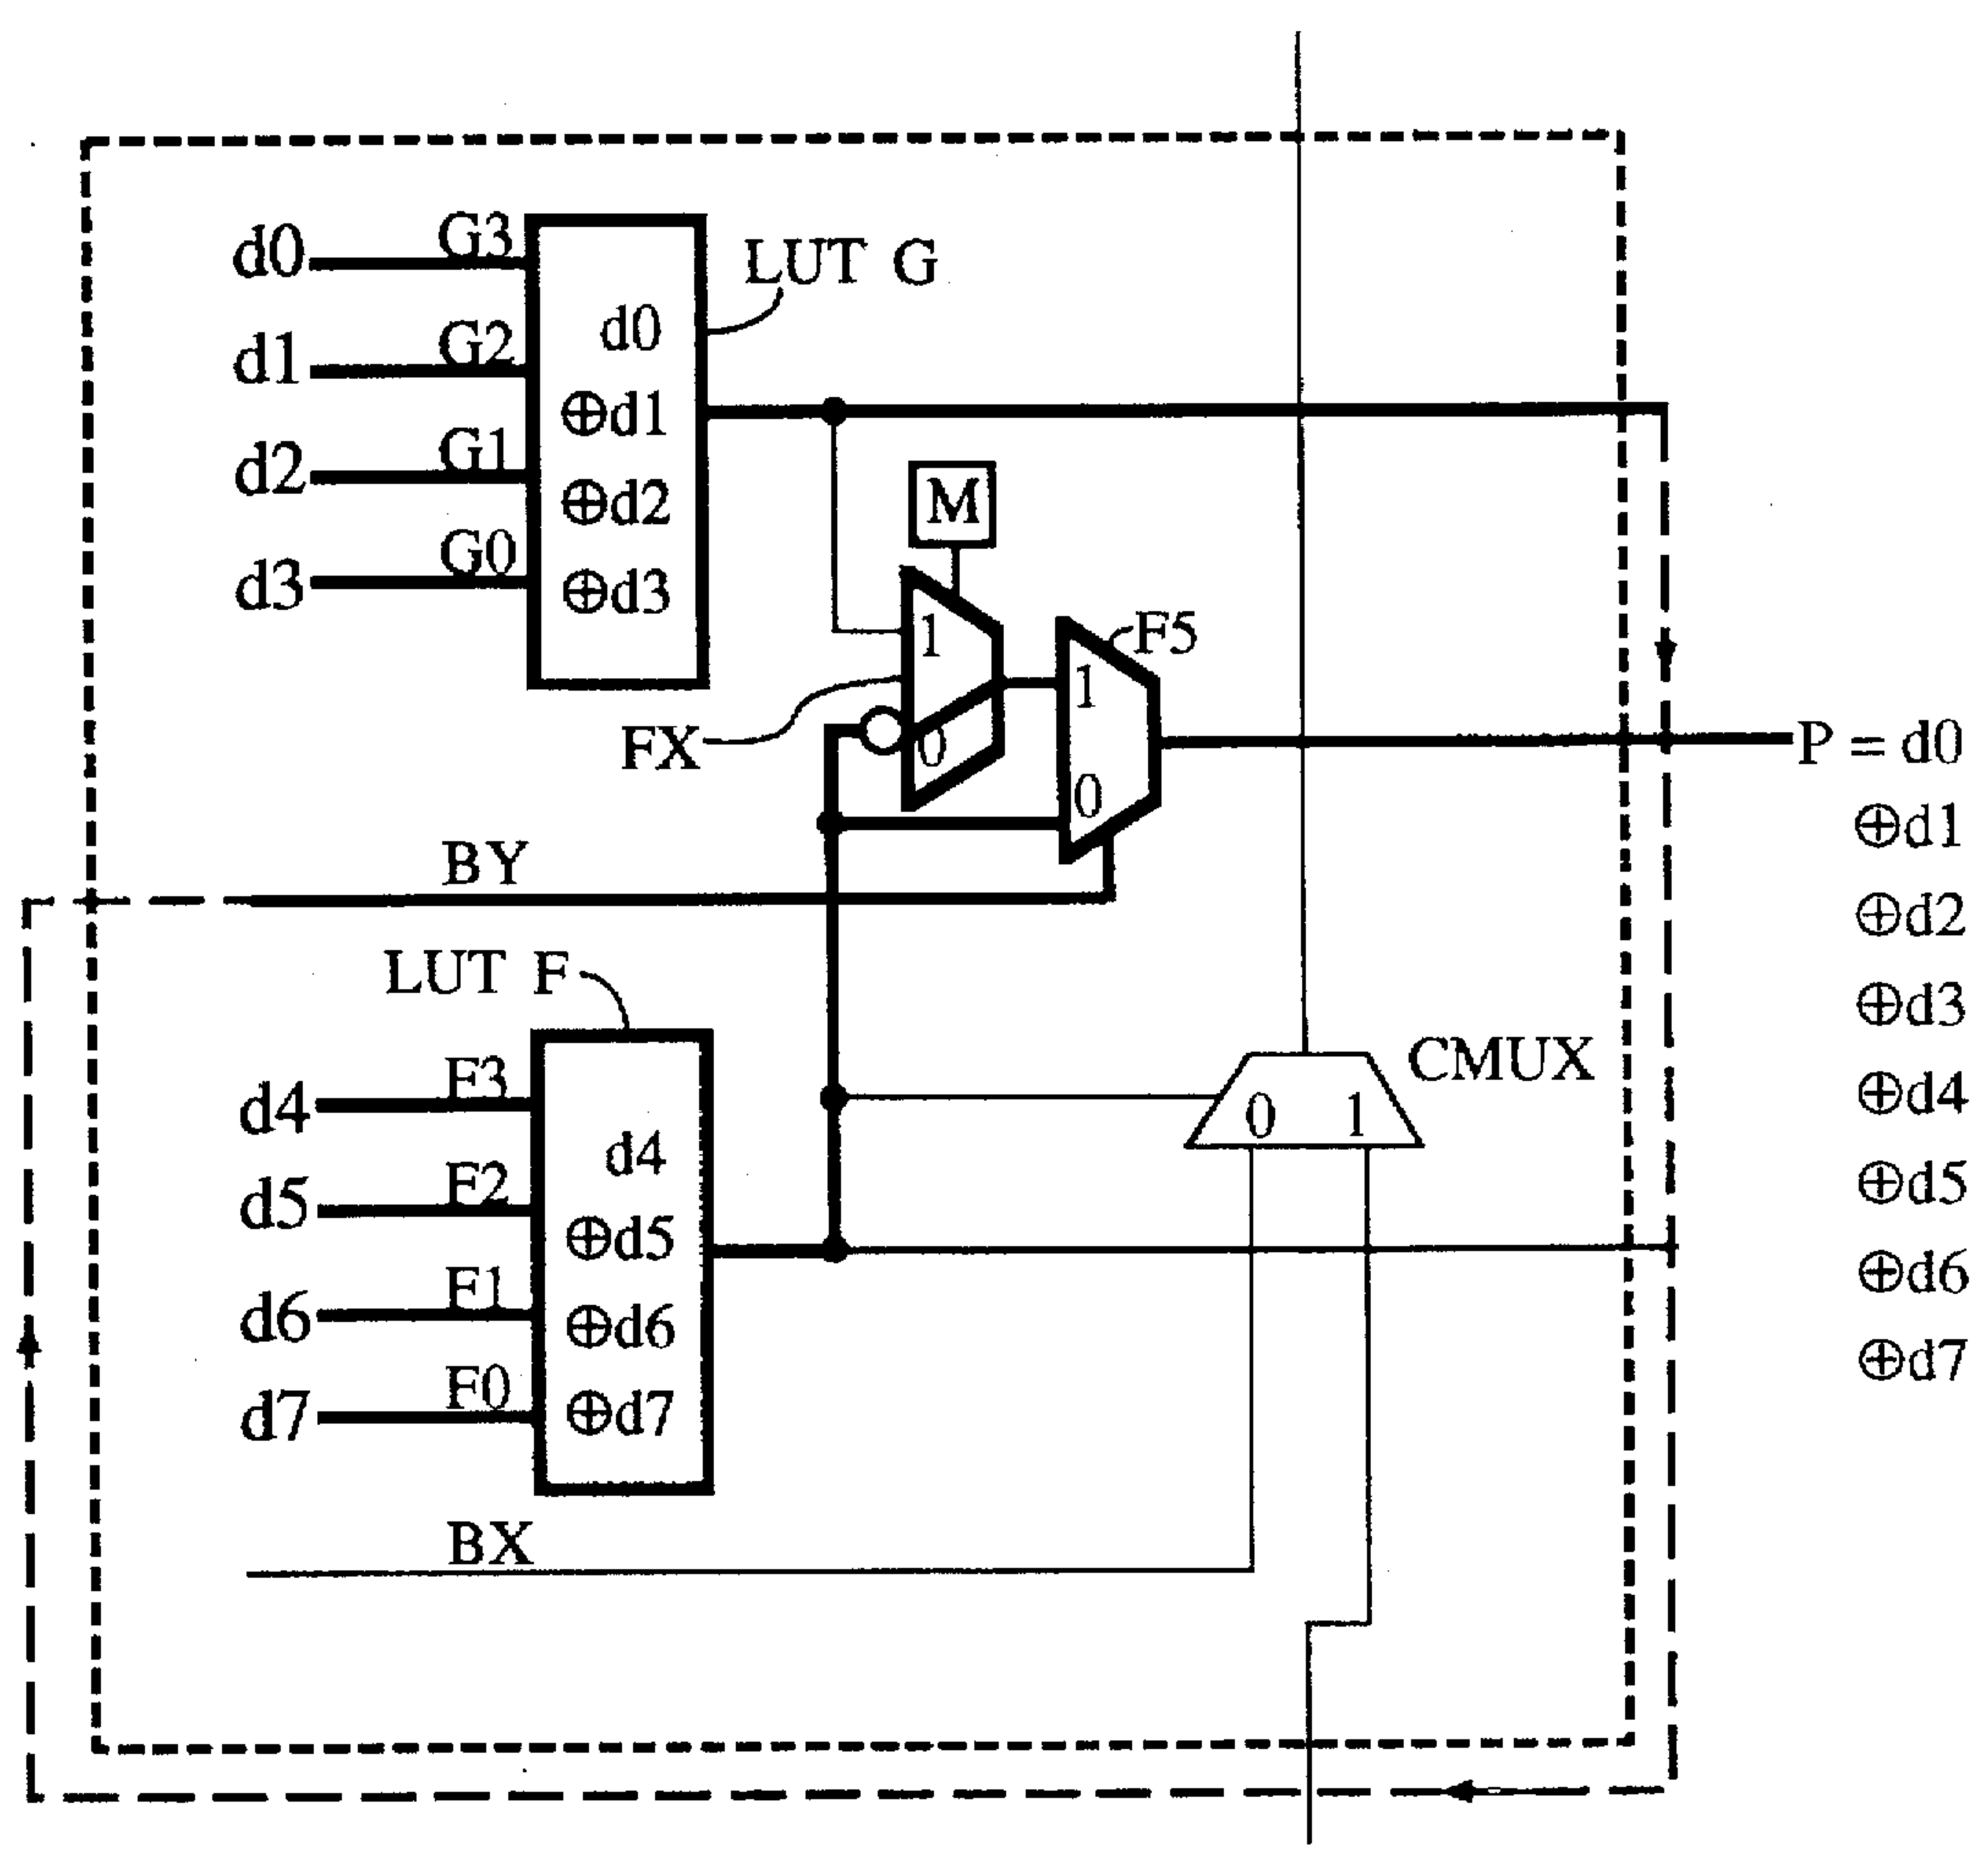 d0 G3
d1 G2
d2 G1
d3 G0
d0
⊕d1
⊕d2
⊕d3
LUT G
M
1
0
FX
F5
1
0
P = d0
⊕d1
⊕d2
⊕d3
⊕d4
⊕d5
⊕d6
⊕d7
BY
LUT F
d4 F3
d5 F2
d6 F1
d7 F0
d4
⊕d5
⊕d6
⊕d7
CMUX
0 1
BX